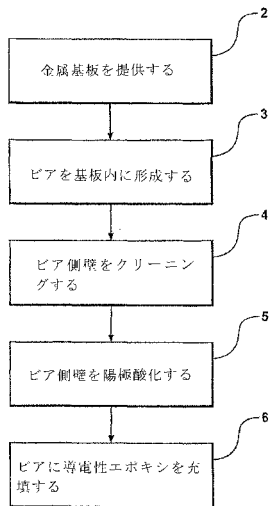 2
金属基板を提供する
3
ビアを基板内に形成する
4
ビア側壁をクリーニン
グする
5
ビア側壁を陽極酸化する
6
ビアに導電性エポキシを充
填する